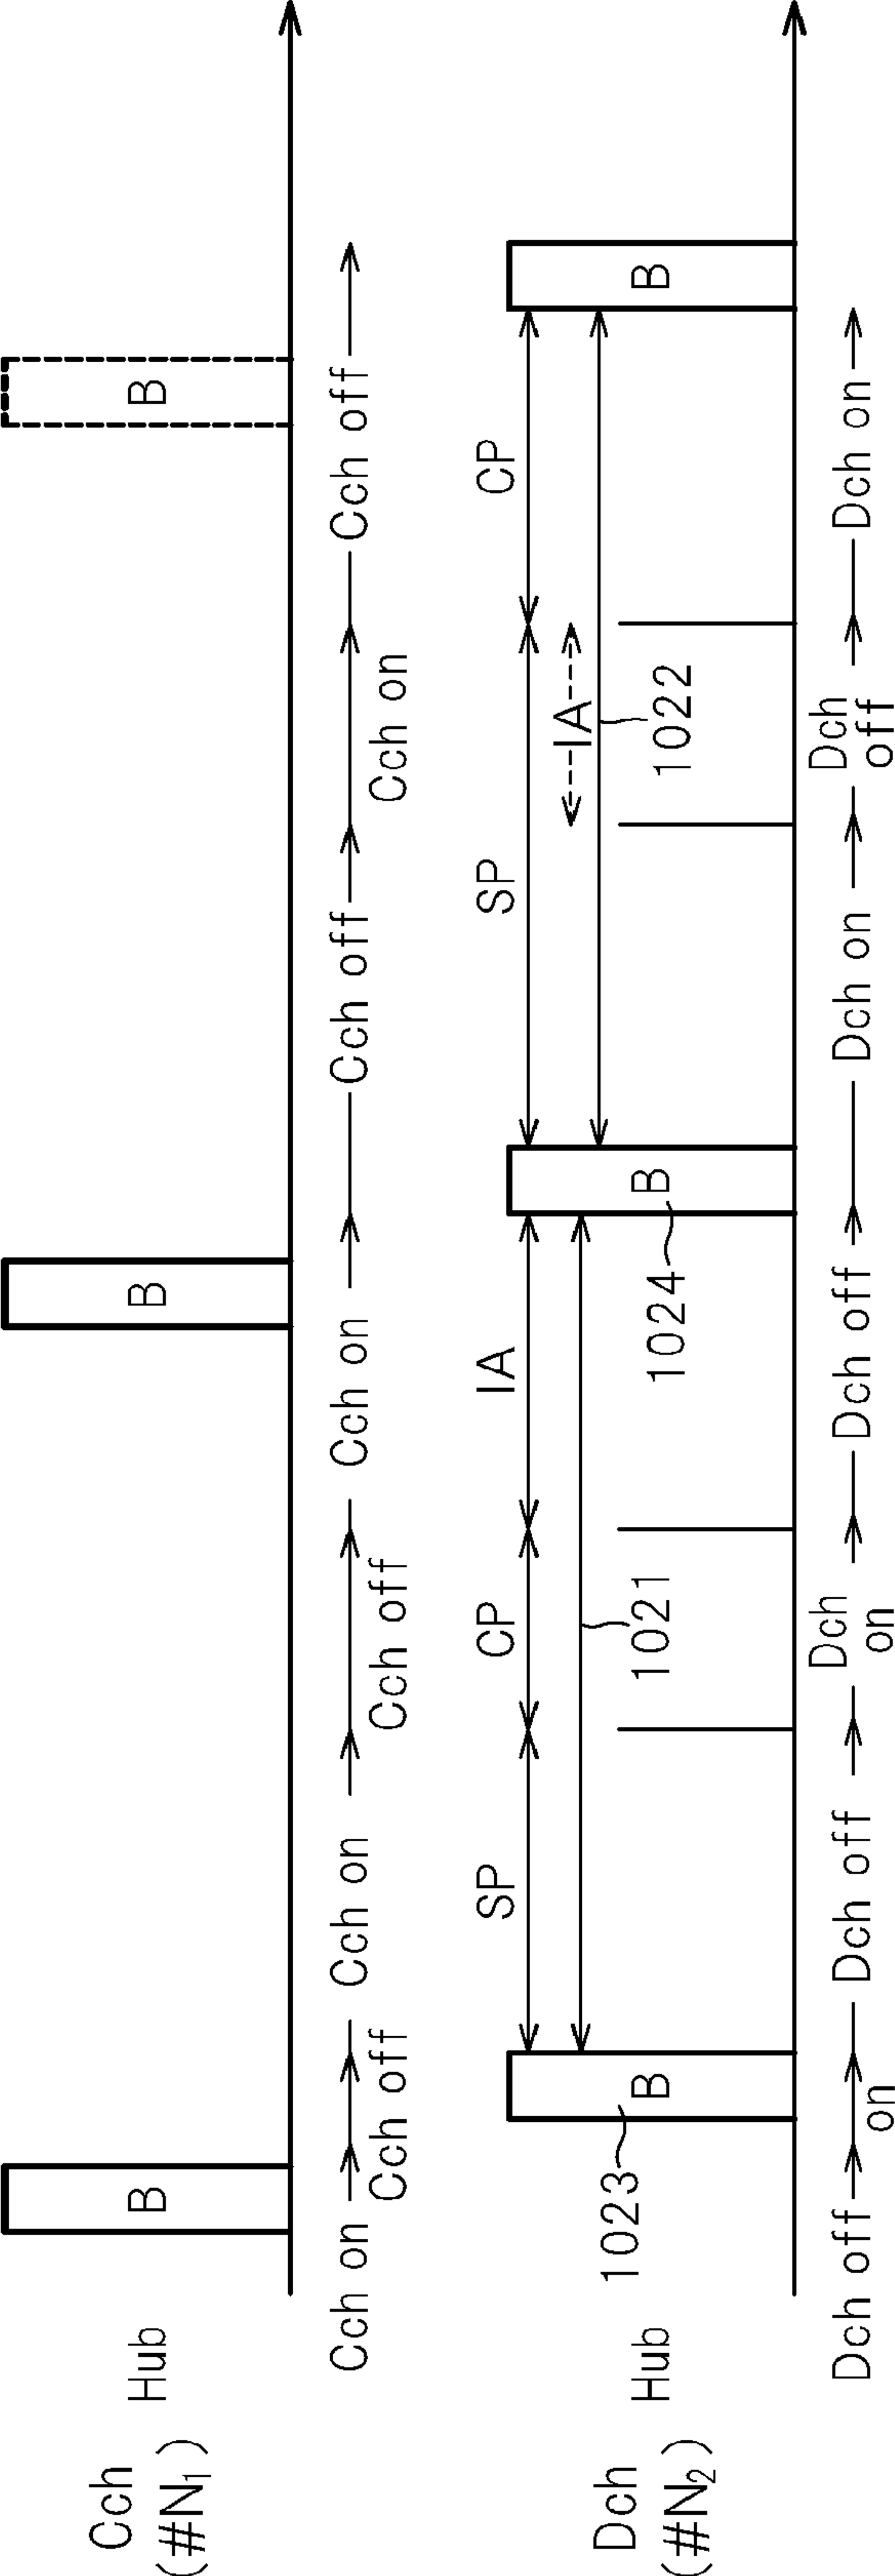 Cch
(#N₁)
Hub
B
B
B
Cch on
Cch off
Cch on
Cch off
Cch on
Cch off
Cch on
Cch off
Dch
(#N₂)
Hub
SP
CP
IA
SP
CP
IA
B
B
B
1023
1021
1024
1022
Dch off
on
Dch off
Dch
on
Dch off
Dch on
Dch
off
Dch on